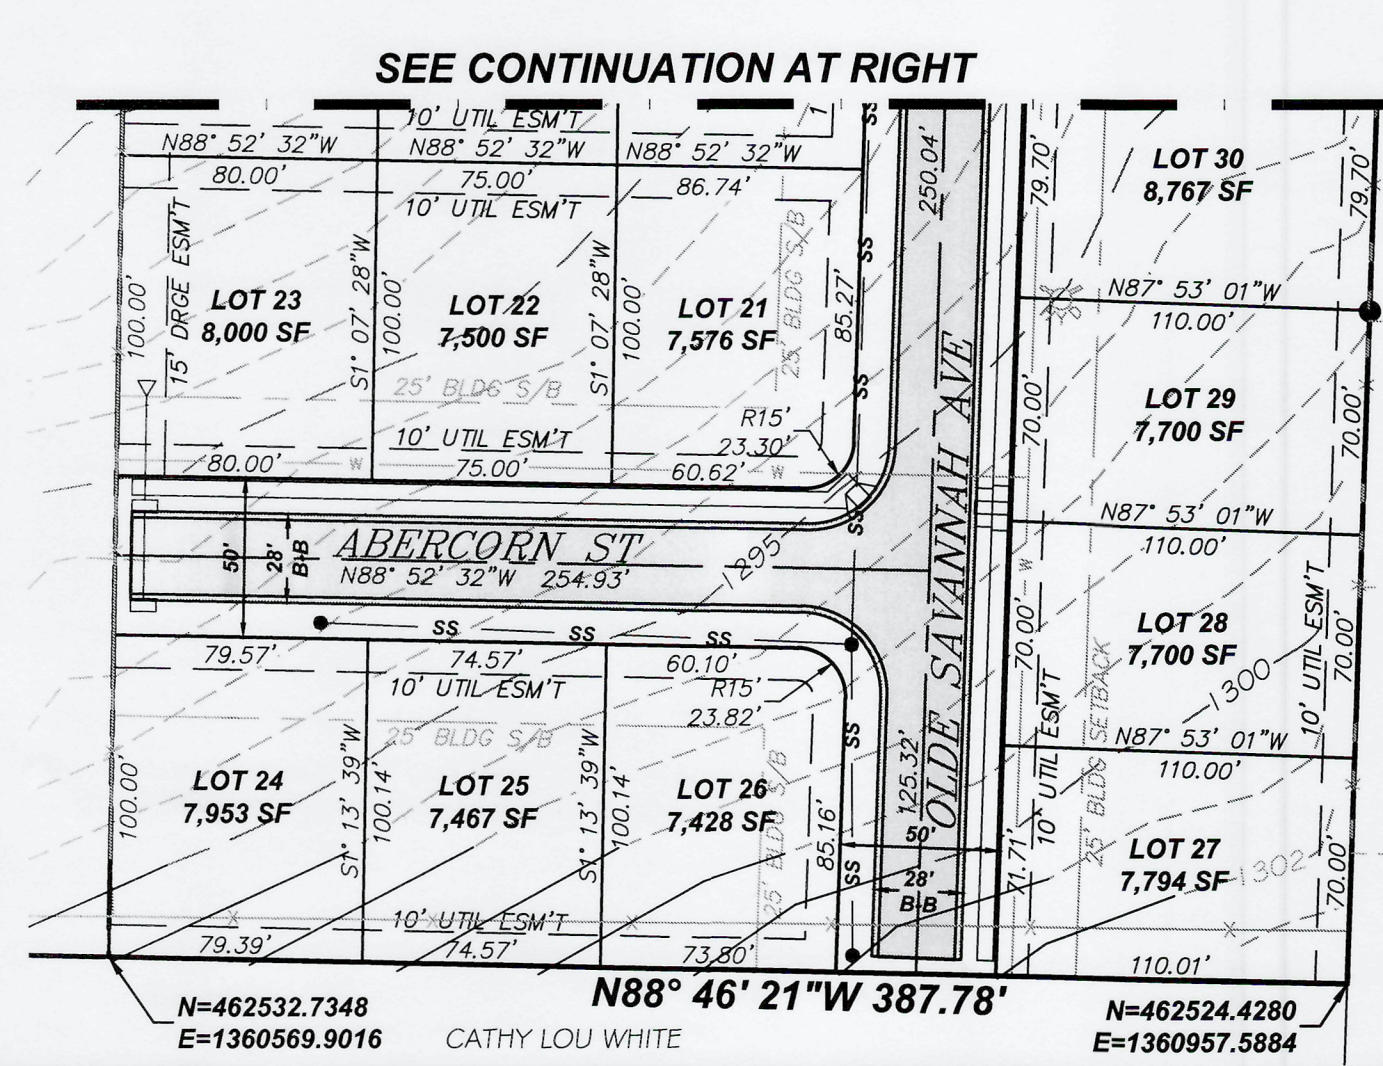 SEE CONTINUATION AT RIGHT
10' UTIL ESM'T
N88° 52' 32"W
N88° 52' 32"W
N88° 52' 32"W
80.00'
75.00'
86.74'
10' UTIL ESM'T
15' DRGE ESM'T
100.00'
LOT 23
8,000 SF
S1° 07' 28"W
100.00'
LOT 22
7,500 SF
S1° 07' 28"W
100.00'
LOT 21
7,576 SF
25' BLDG S/B
85.27'
25' BLDG S/B
10' UTIL ESM'T
80.00'
75.00'
60.62'
R15'
23.30'
W
W
SS
SS
SS
SS
250.04'
OLDE SAVANNAH AVE
79.70'
LOT 30
8,767 SF
79.70'
N87° 53' 01"W
110.00'
70.00'
LOT 29
7,700 SF
70.00'
N87° 53' 01"W
110.00'
50'
28'
B-B
ABERCORN ST
N88° 52' 32"W 254.93'
1295
W
70.00'
LOT 28
7,700 SF
1300
10' UTIL ESM'T
70.00'
SS
SS
SS
79.57'
74.57'
60.10'
10' UTIL ESM'T
R15'
23.82'
25' BLDG S/B
100.00'
LOT 24
7,953 SF
S1° 13' 39"W
100.14'
LOT 25
7,467 SF
S1° 13' 39"W
100.14'
LOT 26
7,428 SF
25' BLDG S/B
85.16'
SS
SS
125.32'
50'
28'
B-B
10' UTIL ESM'T
25' BLDG SETBACK
N87° 53' 01"W
110.00'
71.71'
LOT 27
7,794 SF
1302
70.00'
10' UTIL ESM'T
79.39'
74.57'
73.80'
110.01'
N88° 46' 21"W 387.78'
N=462532.7348
E=1360569.9016
CATHY LOU WHITE
N=462524.4280
E=1360957.5884